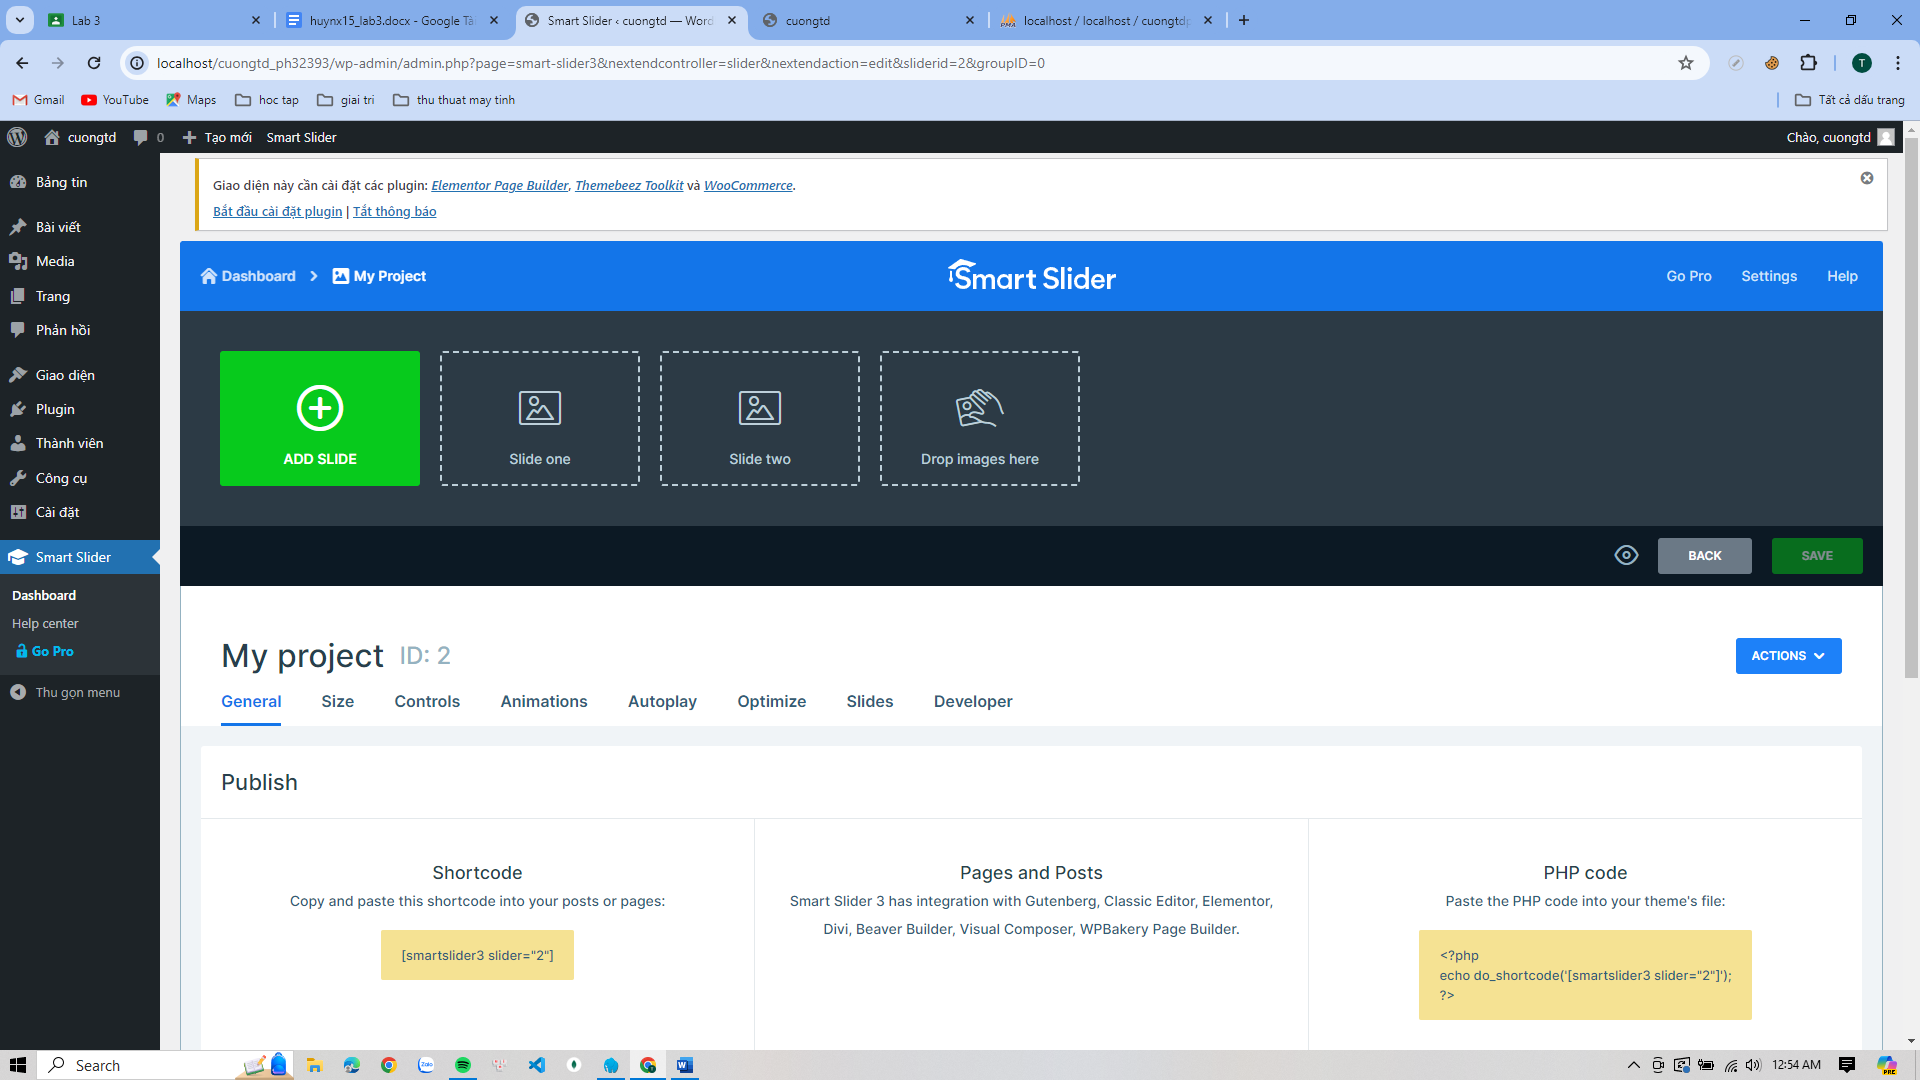 Lab 3
huynx15_lab3.docx - Google Tà
Smart Slider ‹ cuongtd — Word
cuongtd
localhost / localhost / cuongtdp
localhost/cuongtd_ph32393/wp-admin/admin.php?page=smart-slider3&nextendcontroller=slider&nextendaction=edit&sliderid=2&groupID=0
T
Gmail
YouTube
Maps
hoc tap
giai tri
thu thuat may tinh
Tất cả dấu trang
cuongtd
0
Tạo mới
Smart Slider
Chào, cuongtd
Bảng tin
Bài viết
Media
Trang
Phản hồi
Giao diện
Plugin
Thành viên
Công cụ
Cài đặt
Smart Slider
Dashboard
Help center
Go Pro
Thu gọn menu
Giao diện này cần cài đặt các plugin: Elementor Page Builder, Themebeez Toolkit và WooCommerce.
Bắt đầu cài đặt plugin | Tắt thông báo
Dashboard
My Project
Smart Slider
Go Pro
Settings
Help
ADD SLIDE
Slide one
Slide two
Drop images here
BACK
SAVE
My project ID: 2
ACTIONS
General
Size
Controls
Animations
Autoplay
Optimize
Slides
Developer
Publish
Shortcode
Copy and paste this shortcode into your posts or pages:
[smartslider3 slider="2"]
Pages and Posts
Smart Slider 3 has integration with Gutenberg, Classic Editor, Elementor,
Divi, Beaver Builder, Visual Composer, WPBakery Page Builder.
PHP code
Paste the PHP code into your theme's file:
<?php
echo do_shortcode('[smartslider3 slider="2"]');
?>
Search
Zalo
12:54 AM
PRE